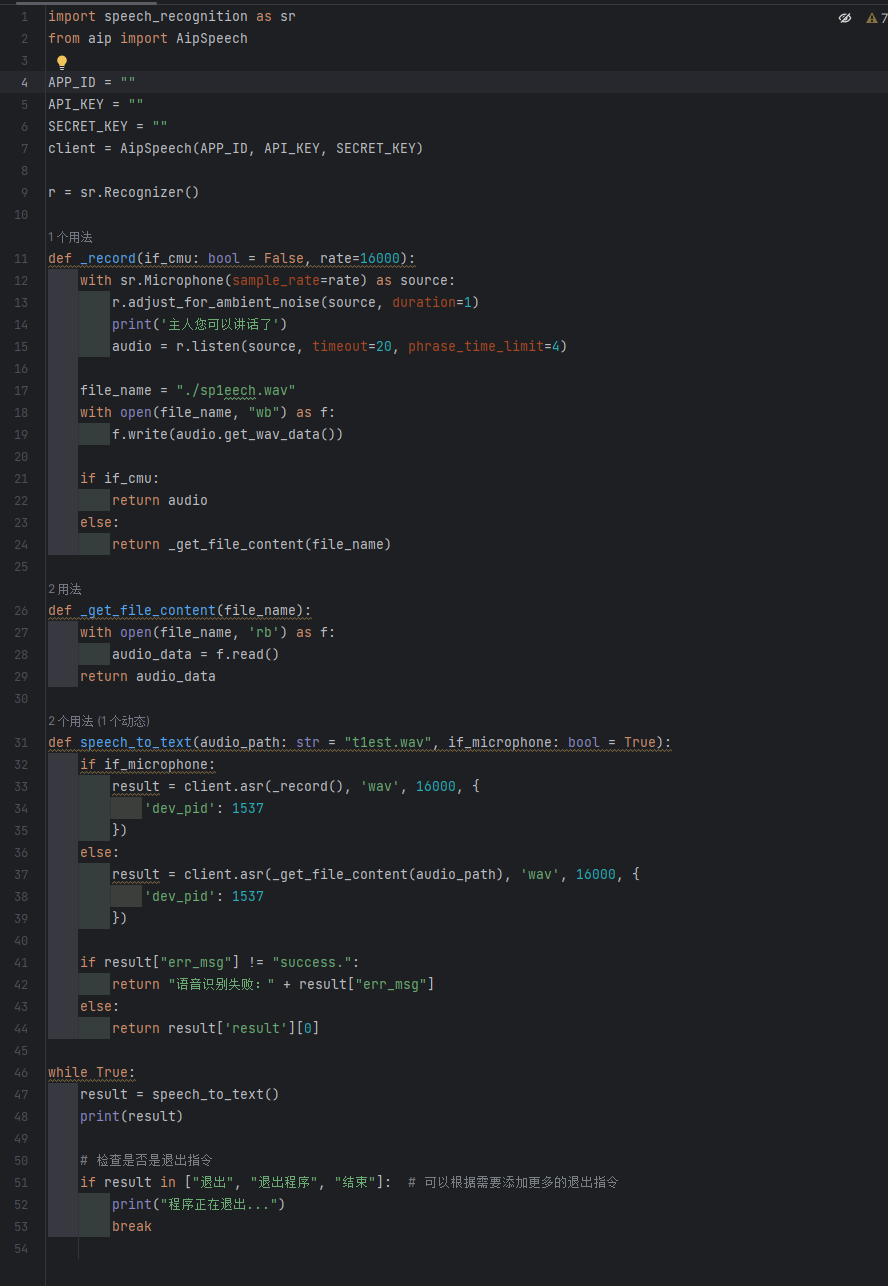 1 import speech_recognition as sr
2 from aip import AipSpeech
7
3
4 APP_ID = ""
5 API_KEY = ""
6 SECRET_KEY = ""
7 client = AipSpeech(APP_ID, API_KEY, SECRET_KEY)
8
9 r = sr.Recognizer()
10
1 个用法
11 def _record(if_cmu: bool = False, rate=16000):
12     with sr.Microphone(sample_rate=rate) as source:
13         r.adjust_for_ambient_noise(source, duration=1)
14         print('主人您可以讲话了')
15         audio = r.listen(source, timeout=20, phrase_time_limit=4)
16
17     file_name = "./sp1eech.wav"
18     with open(file_name, "wb") as f:
19         f.write(audio.get_wav_data())
20
21     if if_cmu:
22         return audio
23     else:
24         return _get_file_content(file_name)
25
2 用法
26 def _get_file_content(file_name):
27     with open(file_name, 'rb') as f:
28         audio_data = f.read()
29     return audio_data
30
2 个用法 (1 个动态)
31 def speech_to_text(audio_path: str = "t1est.wav", if_microphone: bool = True):
32     if if_microphone:
33         result = client.asr(_record(), 'wav', 16000, {
34             'dev_pid': 1537
35         })
36     else:
37         result = client.asr(_get_file_content(audio_path), 'wav', 16000, {
38             'dev_pid': 1537
39         })
40
41     if result["err_msg"] != "success.":
42         return "语音识别失败: " + result["err_msg"]
43     else:
44         return result['result'][0]
45
46 while True:
47     result = speech_to_text()
48     print(result)
49
50     # 检查是否是退出指令
51     if result in ["退出", "退出程序", "结束"]:  # 可以根据需要添加更多的退出指令
52         print("程序正在退出...")
53         break
54